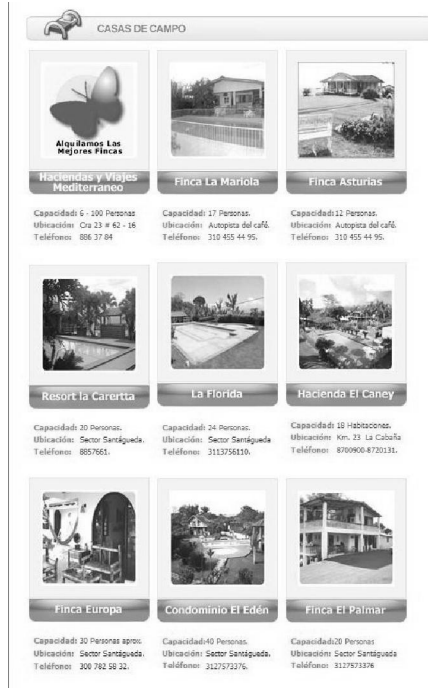 CASAS DE CAMPO
Alquilamos Las
Mejores Fincas
Haciendas y Viajes
Mediterraneo
Capacidad: 6 - 100 Personas
Ubicación: Cra 23 # 62 - 16
Teléfono: 886 37 84
Finca La Mariola
Capacidad: 17 Personas.
Ubicación: Autopista del café.
Teléfono: 310 455 44 95.
Finca Asturias
Capacidad:12 Personas.
Ubicación: Autopista del café.
Teléfono: 310 455 44 95.
Resort la Carertta
Capacidad: 20 Personas.
Ubicación: Sector Santágueda.
Teléfono: 8857661.
La Florida
Capacidad: 24 Personas.
Ubicación: Sector Santágueda
Teléfono: 3113756110.
Hacienda El Caney
Capacidad: 18 Habitaciones.
Ubicación: Km. 23 La Cabaña
Teléfono: 8700900-8720131.
Finca Europa
Capacidad: 30 Personas aprox.
Ubicación: Sector Santágueda.
Teléfono: 300 782 58 32.
Condominio El Edén
Capacidad:40 Personas.
Ubicación: Sector Santágueda.
Teléfono: 3127573376.
Finca El Palmar
Capacidad:20 Personas
Ubicación: Sector Santágueda
Teléfono: 3127573376